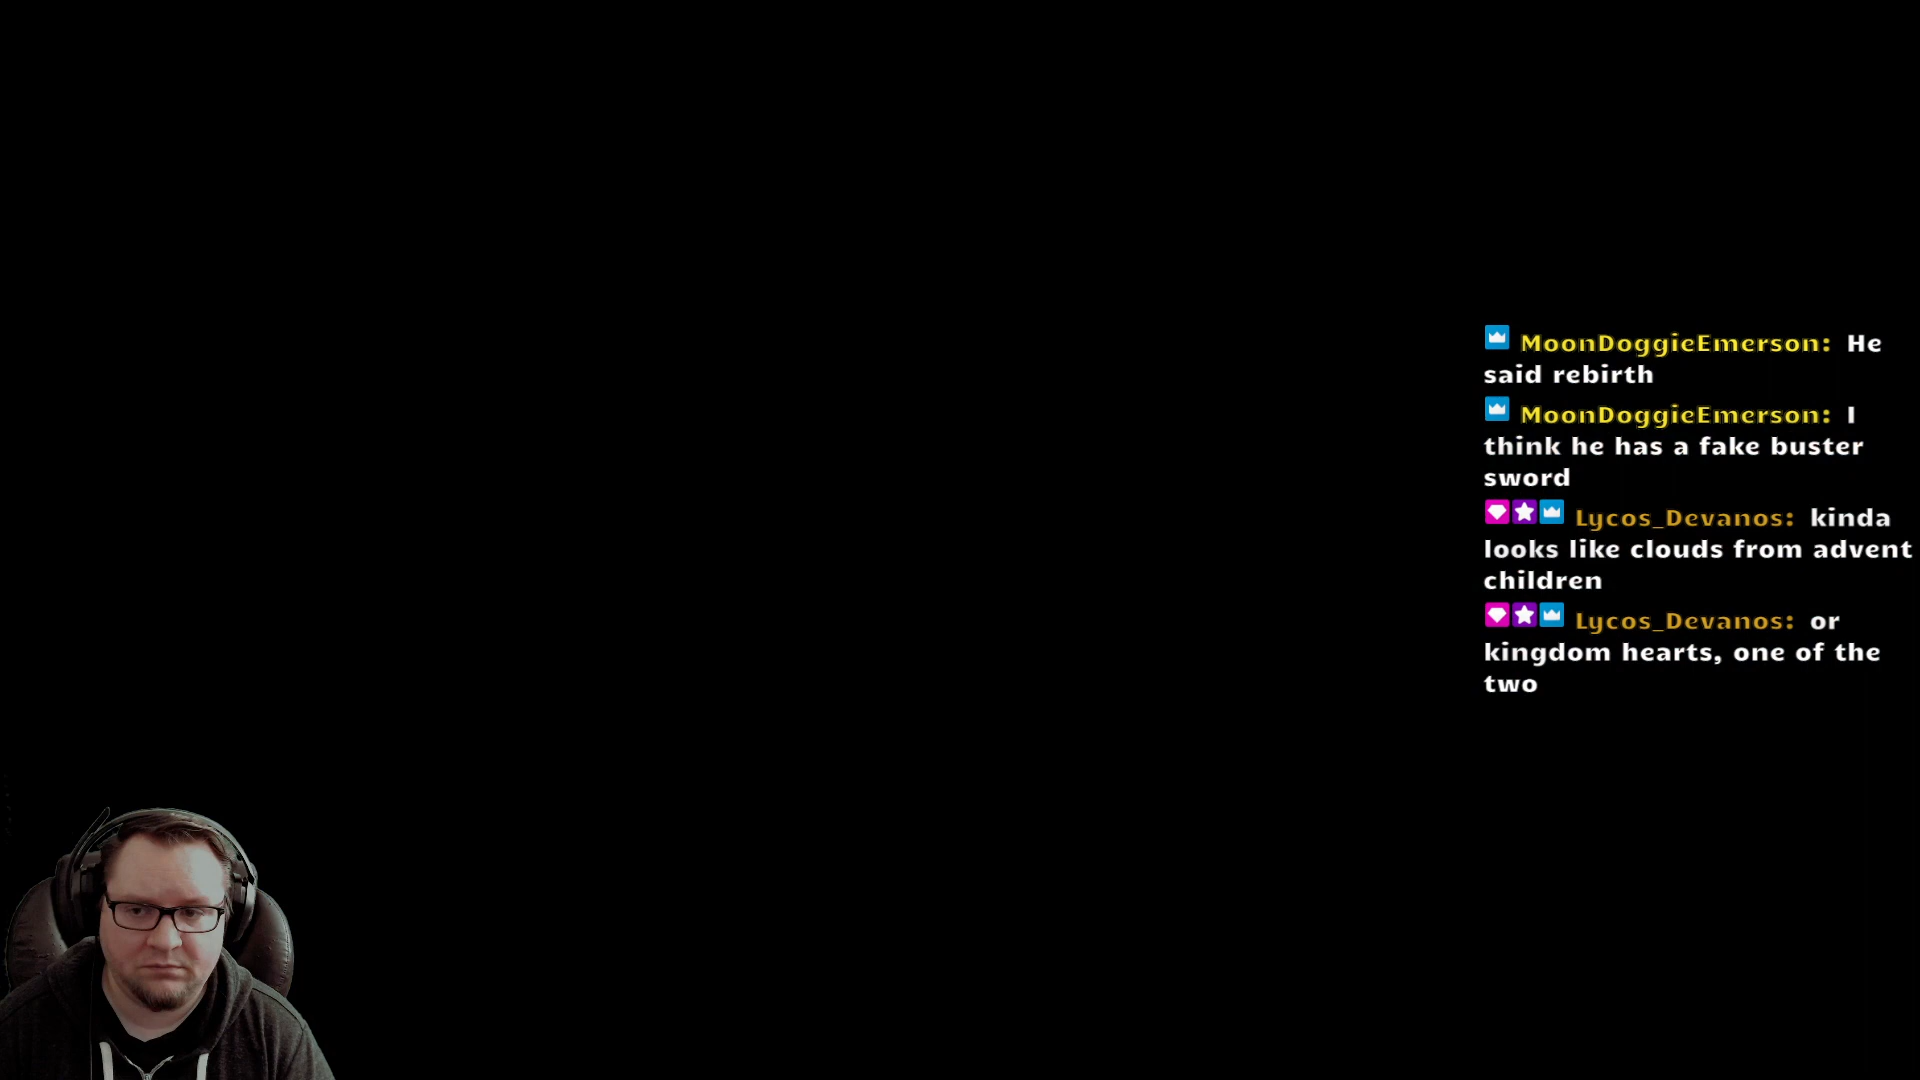 MoonDoggieEmerson: He
said rebirth
MoonDoggieEmerson: I
think he has a fake buster
sword
Lycos_Devanos: kinda
looks like clouds from advent
children
Lycos_Devanos: or
kingdom hearts, one of the
two